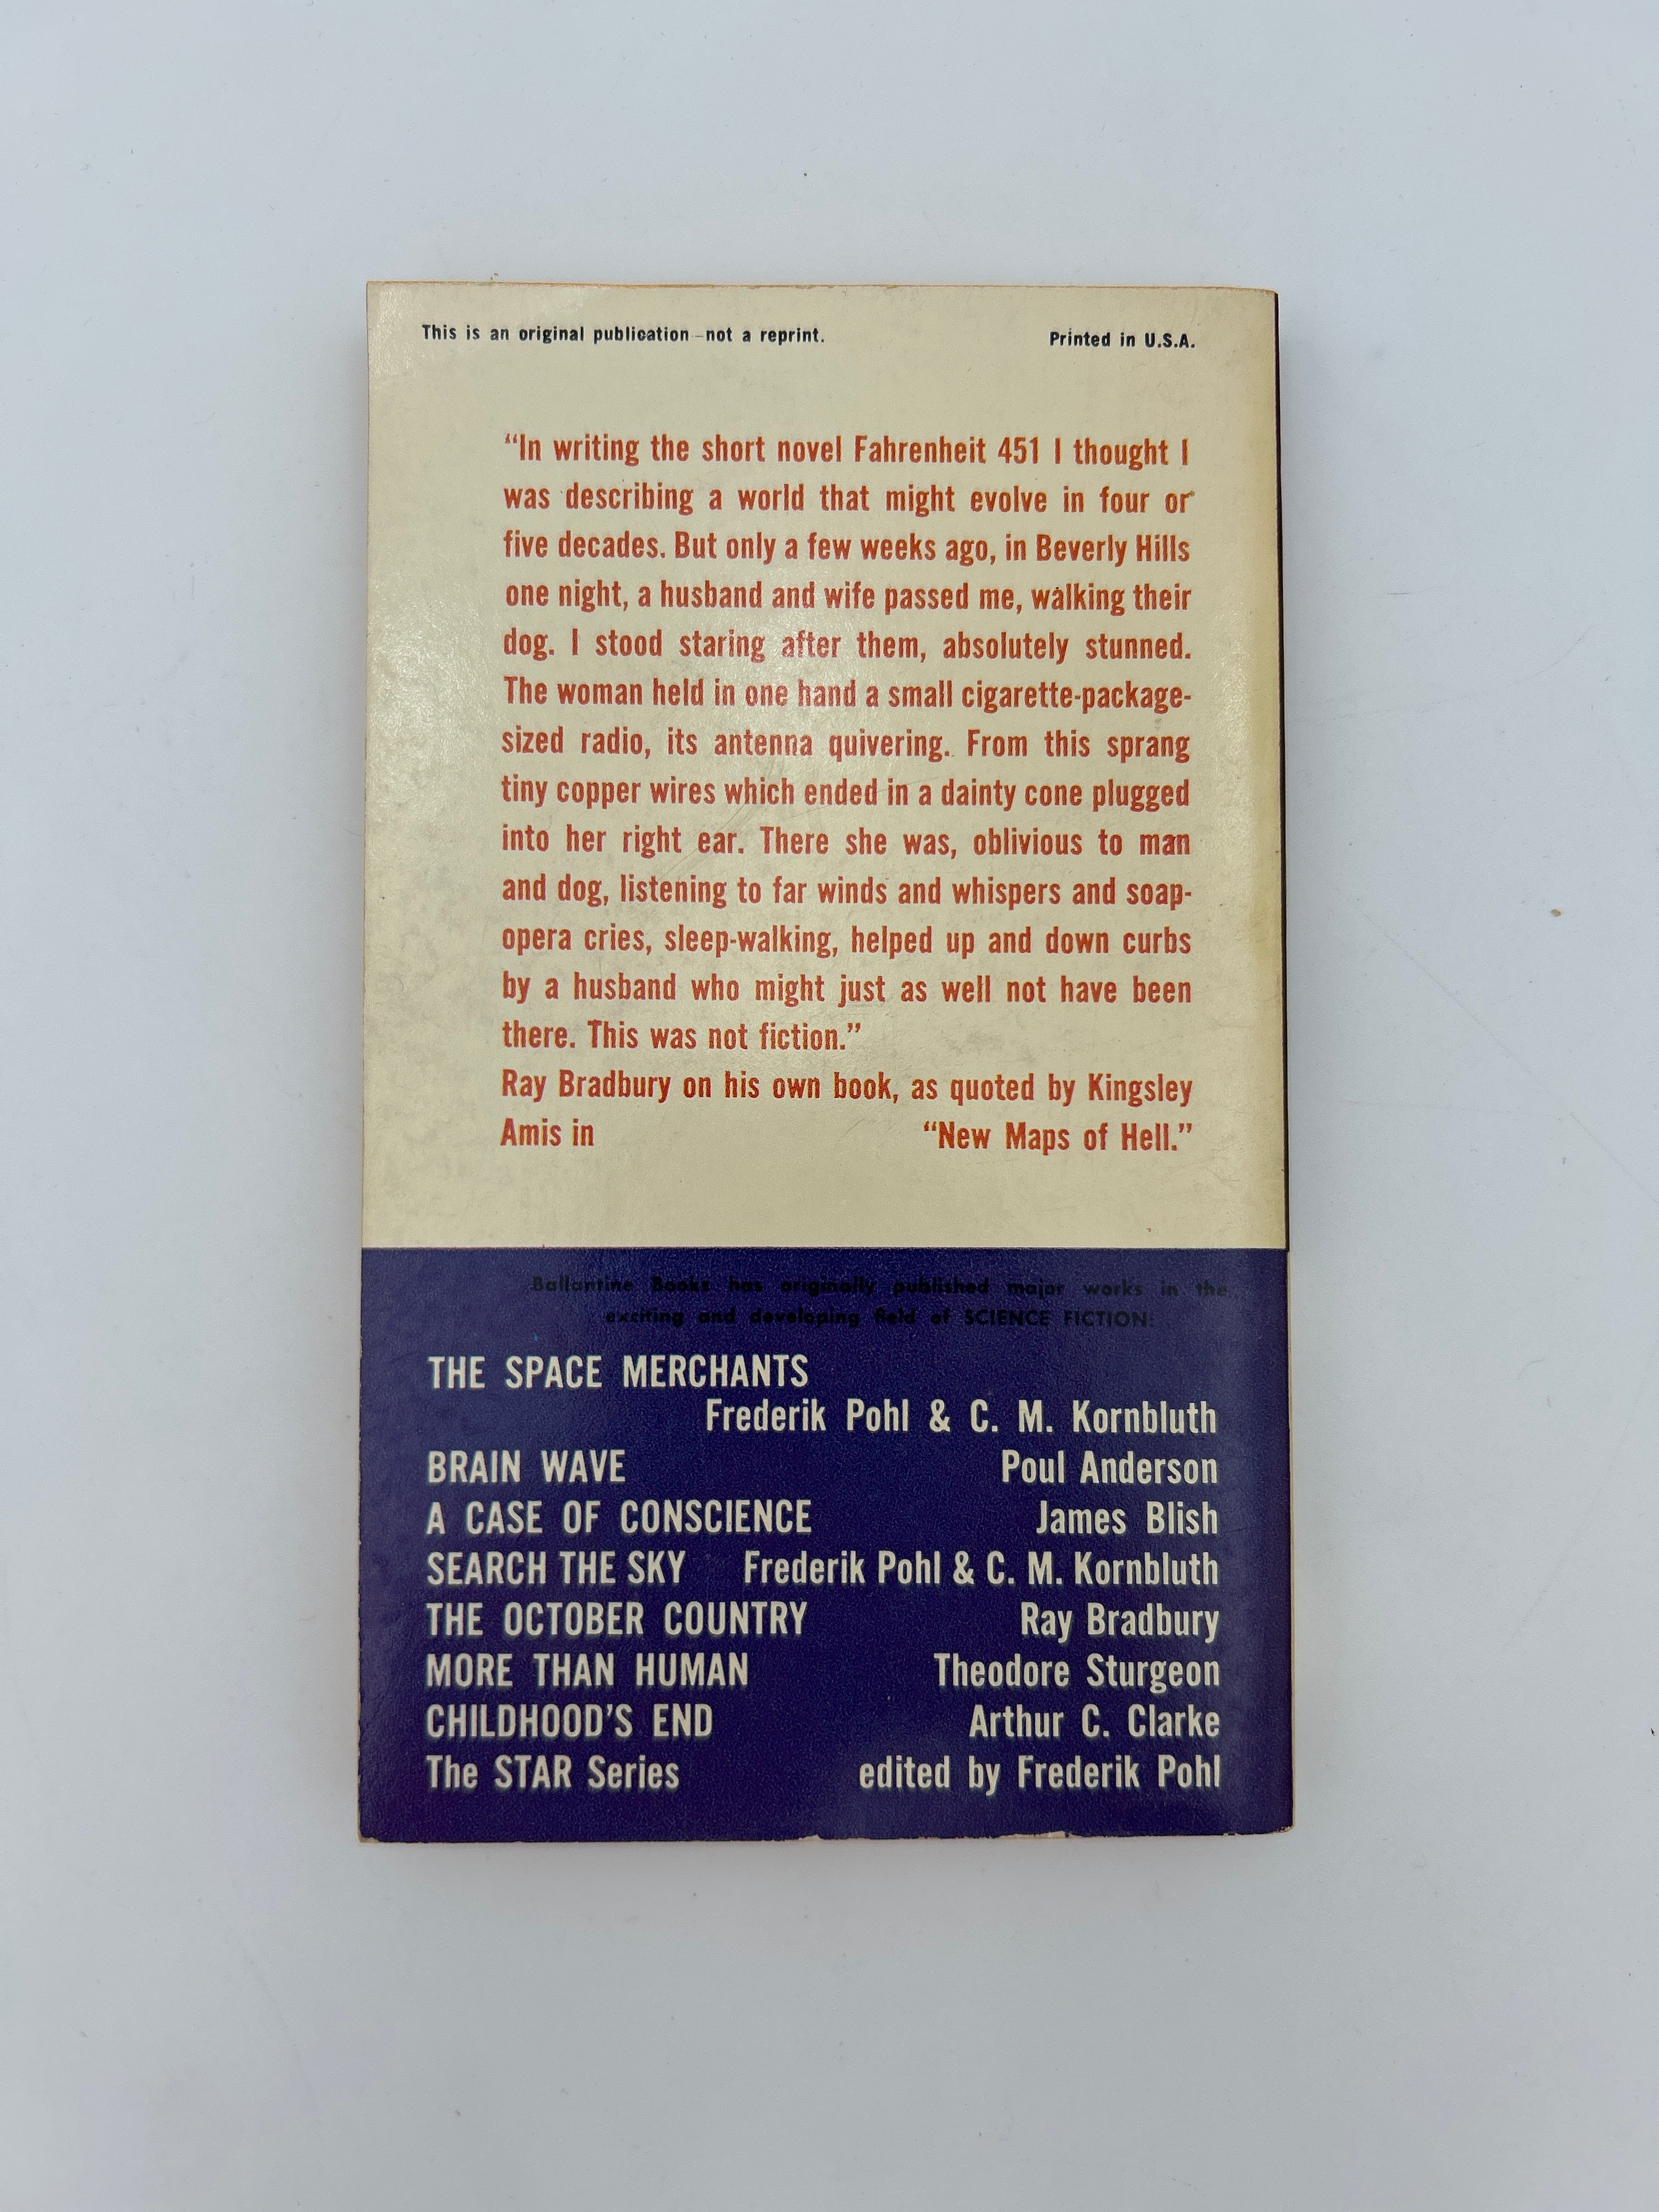 This is an original publication—not a reprint. Printed in U.S.A.
“In writing the short novel Fahrenheit 451 I thought I
was describing a world that might evolve in four or
five decades. But only a few weeks ago, in Beverly Hills
one night, a husband and wife passed me, walking their
dog. I stood staring after them, absolutely stunned.
The woman held in one hand a small cigarette-package-
sized radio, its antenna quivering. From this sprang
tiny copper wires which ended in a dainty cone plugged
into her right ear. There she was, oblivious to man
and dog, listening to far winds and whispers and soap-
opera cries, sleep-walking, helped up and down curbs
by a husband who might just as well not have been
there. This was not fiction.”
Ray Bradbury on his own book, as quoted by Kingsley
Amis in “New Maps of Hell.”
Ballantine Books has originally published major works in the
exciting and developing field of SCIENCE FICTION:
THE SPACE MERCHANTS
Frederik Pohl & C. M. Kornbluth
BRAIN WAVE Poul Anderson
A CASE OF CONSCIENCE James Blish
SEARCH THE SKY Frederik Pohl & C. M. Kornbluth
THE OCTOBER COUNTRY Ray Bradbury
MORE THAN HUMAN Theodore Sturgeon
CHILDHOOD’S END Arthur C. Clarke
The STAR Series edited by Frederik Pohl